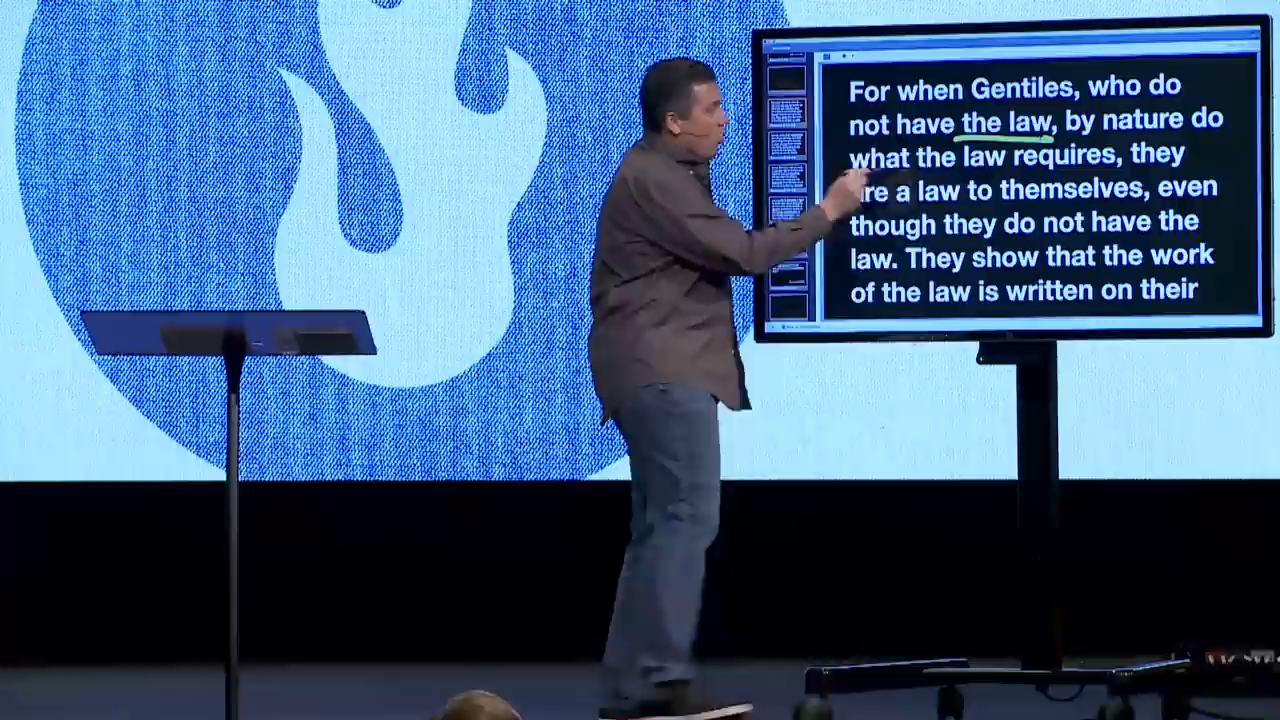 For when Gentiles, who do
not have the law, by nature do
what the law requires, they
are a law to themselves, even
though they do not have the
law. They show that the work
of the law is written on their